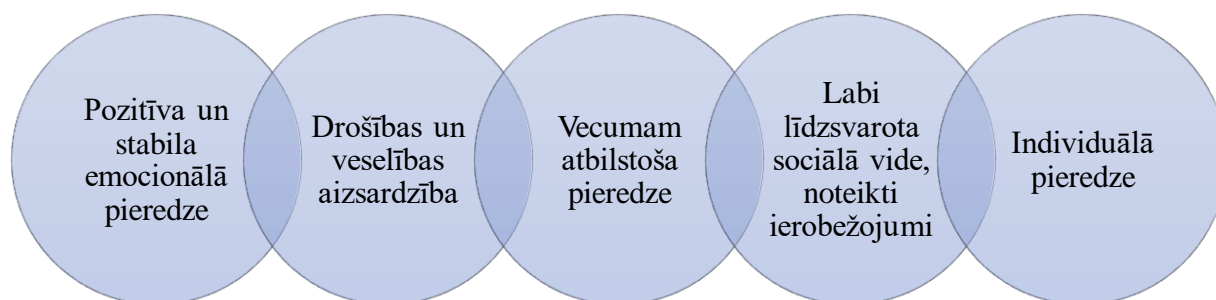 Pozitīva un
stabila
emocionālā
pieredze
Drošības un
veselības
aizsardzība
Vecumam
atbilstoša
pieredze
Labi
līdzsvarota
sociālā vide,
noteikti
ierobežojumi
Individuālā
pieredze